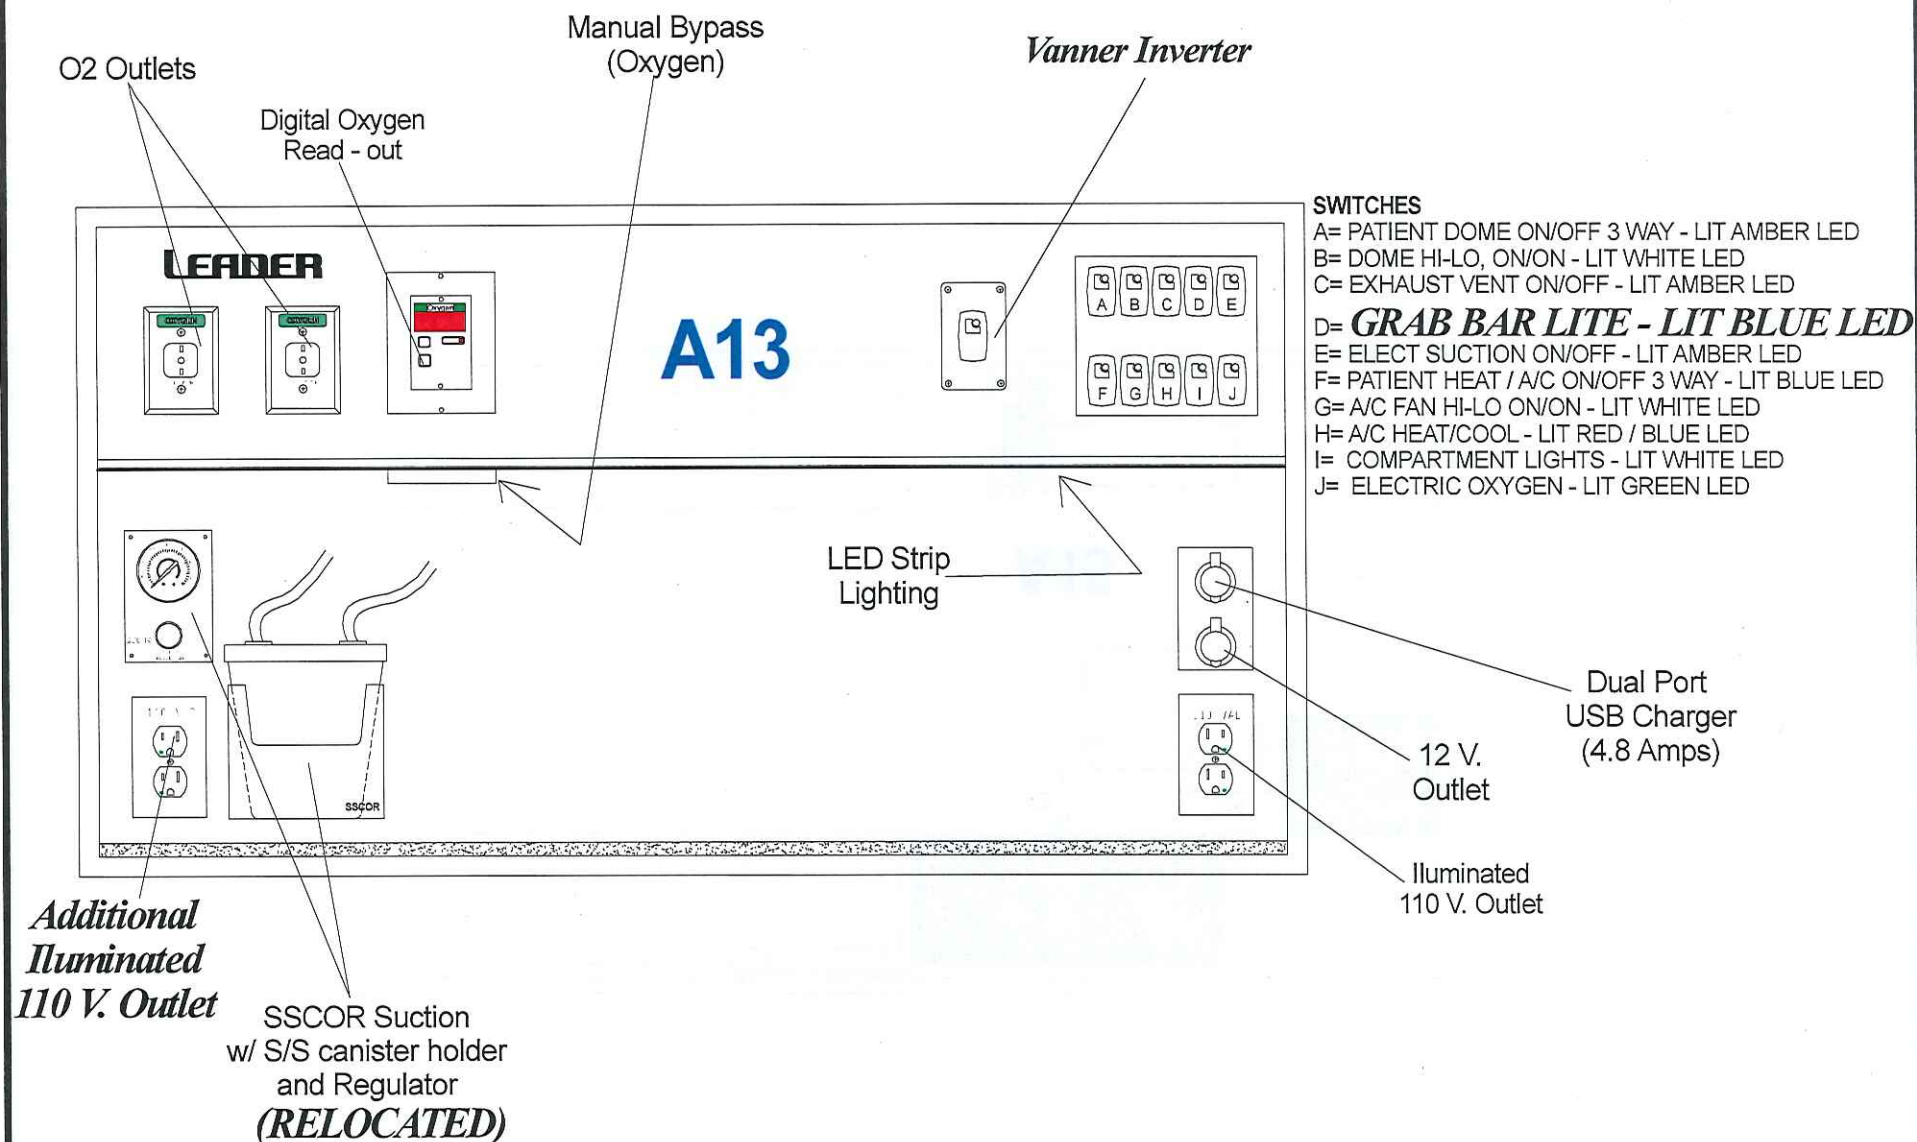 Manual Bypass
(Oxygen)
Vanner Inverter
O2 Outlets
Digital Oxygen
Read - out
SWITCHES
A= PATIENT DOME ON/OFF 3 WAY - LIT AMBER LED
B= DOME HI-LO, ON/ON - LIT WHITE LED
C= EXHAUST VENT ON/OFF - LIT AMBER LED
D= GRAB BAR LITE - LIT BLUE LED
E= ELECT SUCTION ON/OFF - LIT AMBER LED
F= PATIENT HEAT / A/C ON/OFF 3 WAY - LIT BLUE LED
G= A/C FAN HI-LO ON/ON - LIT WHITE LED
H= A/C HEAT/COOL - LIT RED / BLUE LED
I= COMPARTMENT LIGHTS - LIT WHITE LED
J= ELECTRIC OXYGEN - LIT GREEN LED
LEADER
OXYGEN
OXYGEN
Oxygen
A13
A B C D E
F G H I J
LED Strip
Lighting
Dual Port
USB Charger
(4.8 Amps)
12 V.
Outlet
SSCOR
Iluminated
110 V. Outlet
Additional
Iluminated
110 V. Outlet
SSCOR Suction
w/ S/S canister holder
and Regulator
(RELOCATED)